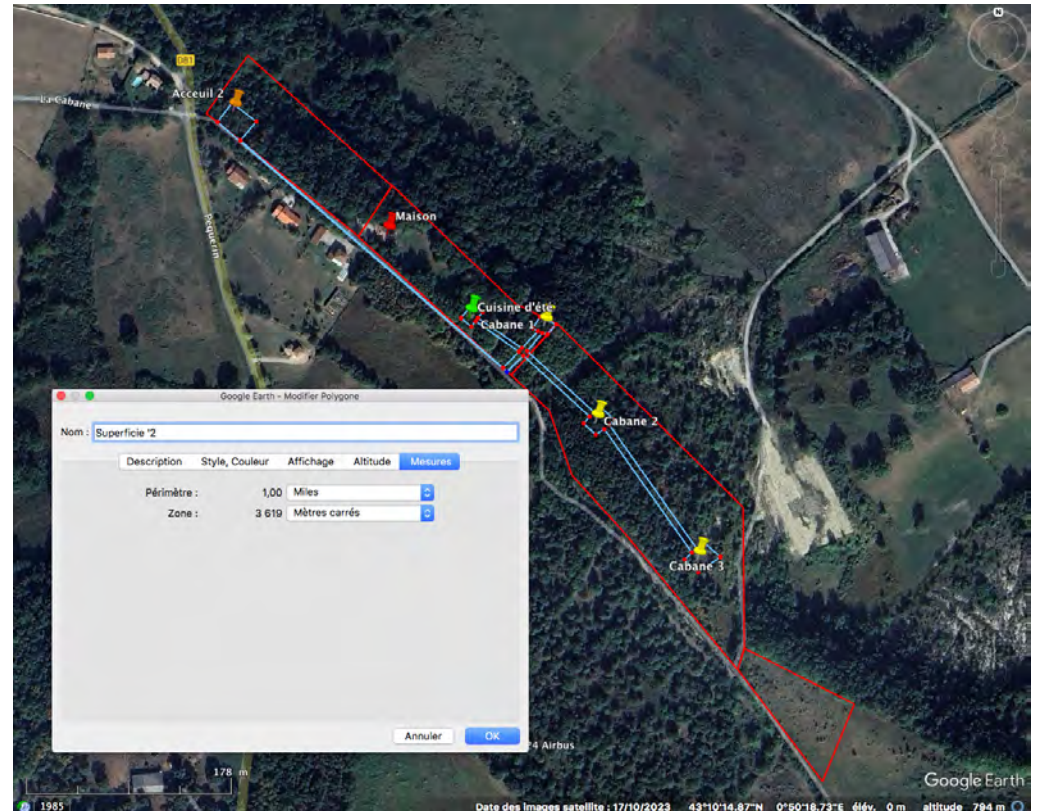 N
D81
Acceuil 2
La Cabane
Maison
Peguerin
Cuisine d'été
Cabane 1
Cabane 2
Cabane 3
Google Earth - Modifier Polygone
Nom : Superficie '2
Description Style, Couleur Affichage Altitude Mesures
Périmètre : 1,00 Miles
Zone : 3 619 Mètres carrés
Annuler OK
Airbus
178 m
Google Earth
1985
Date des images satellite : 17/10/2023 43°10'14.87"N 0°50'18.73"E élév. 0 m altitude 794 m